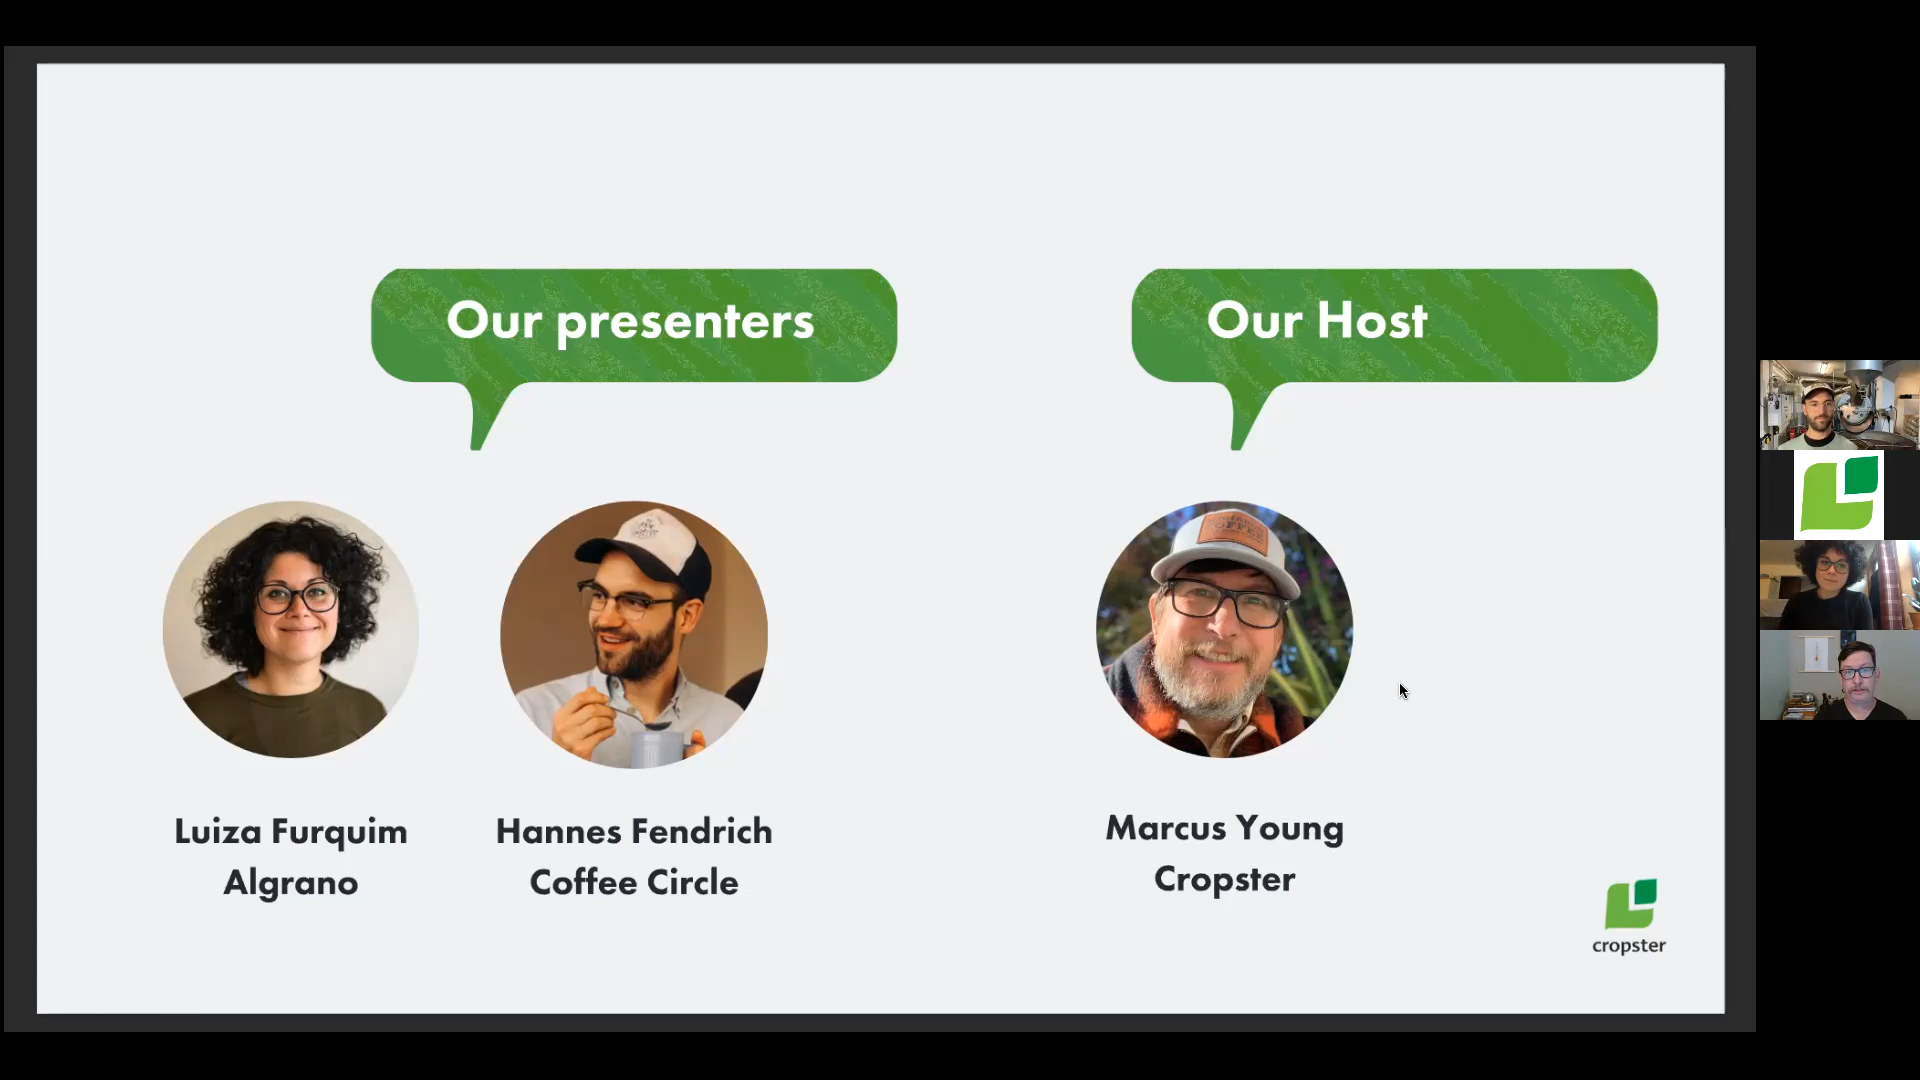 Our presenters
Our Host
Luiza Furquim
Algrano
Hannes Fendrich
Coffee Circle
Marcus Young
Cropster
cropster